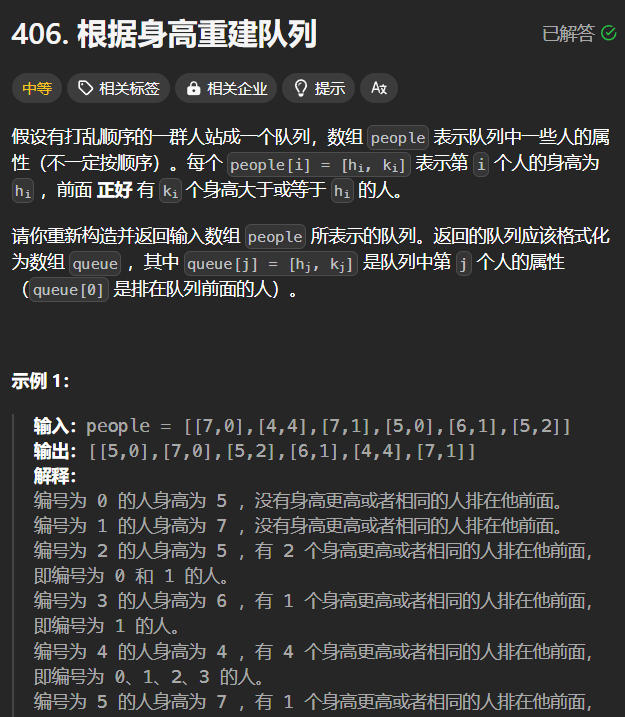 406. 根据身高重建队列
已解答
中等 相关标签 相关企业 提示 Aא
假设有打乱顺序的一群人站成一个队列，数组 people 表示队列中一些人的属
性（不一定按顺序）。每个 people[i] = [hi, ki] 表示第 i 个人的身高为
hi ，前面 正好 有 ki 个身高大于或等于 hi 的人。
请你重新构造并返回输入数组 people 所表示的队列。返回的队列应该格式化
为数组 queue ，其中 queue[j] = [hj, kj] 是队列中第 j 个人的属性
（queue[0] 是排在队列前面的人）。
示例 1：
输入：people = [[7,0],[4,4],[7,1],[5,0],[6,1],[5,2]]
输出：[[5,0],[7,0],[5,2],[6,1],[4,4],[7,1]]
解释：
编号为 0 的人身高为 5 ，没有身高更高或者相同的人排在他前面。
编号为 1 的人身高为 7 ，没有身高更高或者相同的人排在他前面。
编号为 2 的人身高为 5 ，有 2 个身高更高或者相同的人排在他前面，
即编号为 0 和 1 的人。
编号为 3 的人身高为 6 ，有 1 个身高更高或者相同的人排在他前面，
即编号为 1 的人。
编号为 4 的人身高为 4 ，有 4 个身高更高或者相同的人排在他前面，
即编号为 0、1、2、3 的人。
编号为 5 的人身高为 7 ，有 1 个身高更高或者相同的人排在他前面，